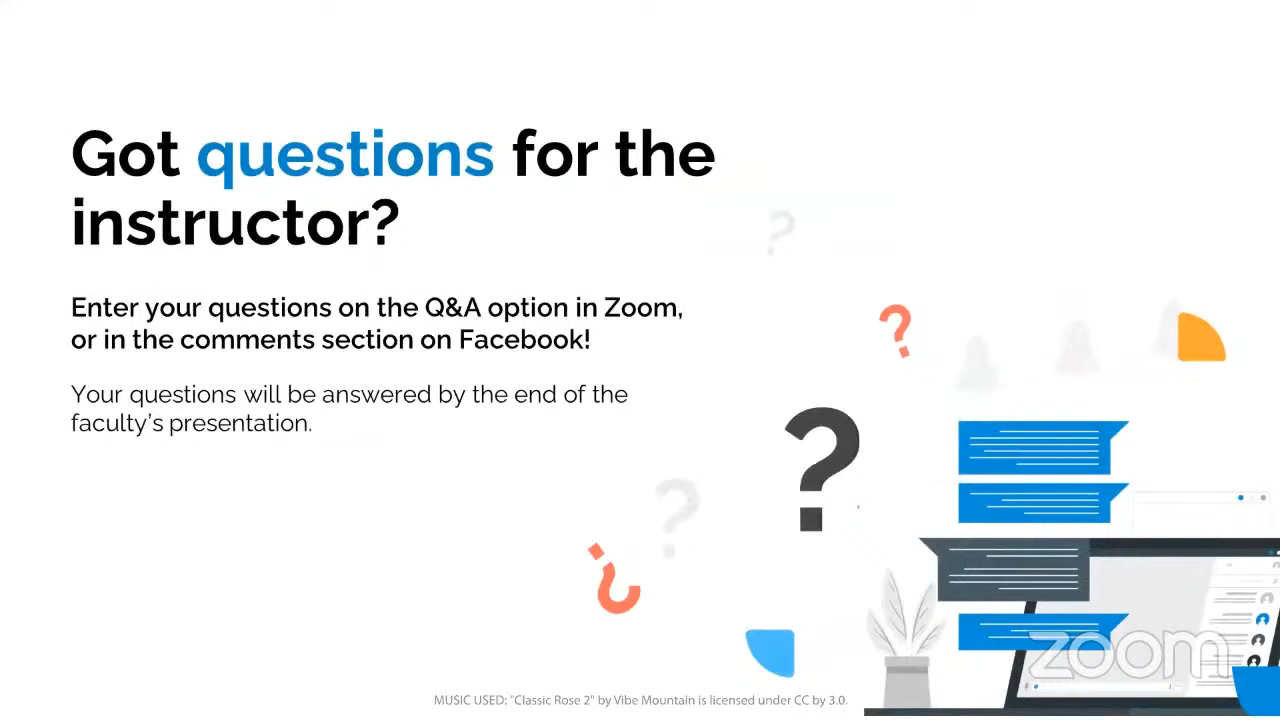 Got questions for the
instructor?
Enter your questions on the Q&A option in Zoom,
or in the comments section on Facebook!
Your questions will be answered by the end of the
faculty's presentation.
zoom
MUSIC USED: "Classic Rose 2" by Vibe Mountain is licensed under CC by 3.0.